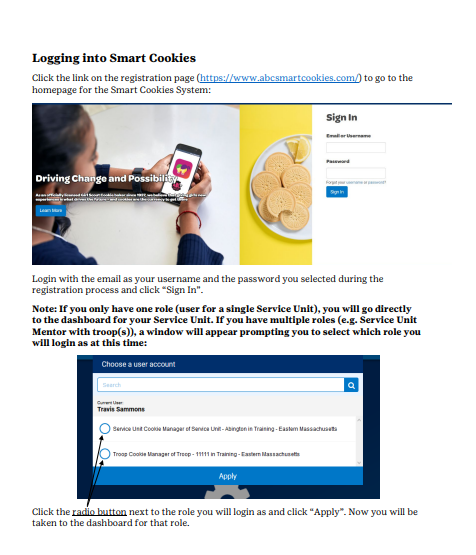 Logging into Smart Cookies
Click the link on the registration page (https://www.abcsmartcookies.com/) to go to the
homepage for the Smart Cookies System:
Sign In
Email or Username
Password
Driving Change and Possibility
Learn More
Forgot your username or password?
Sign In
Login with the email as your username and the password you selected during the
registration process and click “Sign In”.
Note: If you only have one role (user for a single Service Unit), you will go directly
to the dashboard for your Service Unit. If you have multiple roles (e.g. Service Unit
Mentor with troop(s)), a window will appear prompting you to select which role you
will login as at this time:
Choose a user account
Search
Current User
Travis Sammons
Service Unit Cookie Manager of Service Unit - Abington in Training - Eastern Massachusetts
Troop Cookie Manager of Troop - 11111 in Training - Eastern Massachusetts
Apply
Click the radio button next to the role you will login as and click “Apply”. Now you will be
taken to the dashboard for that role.